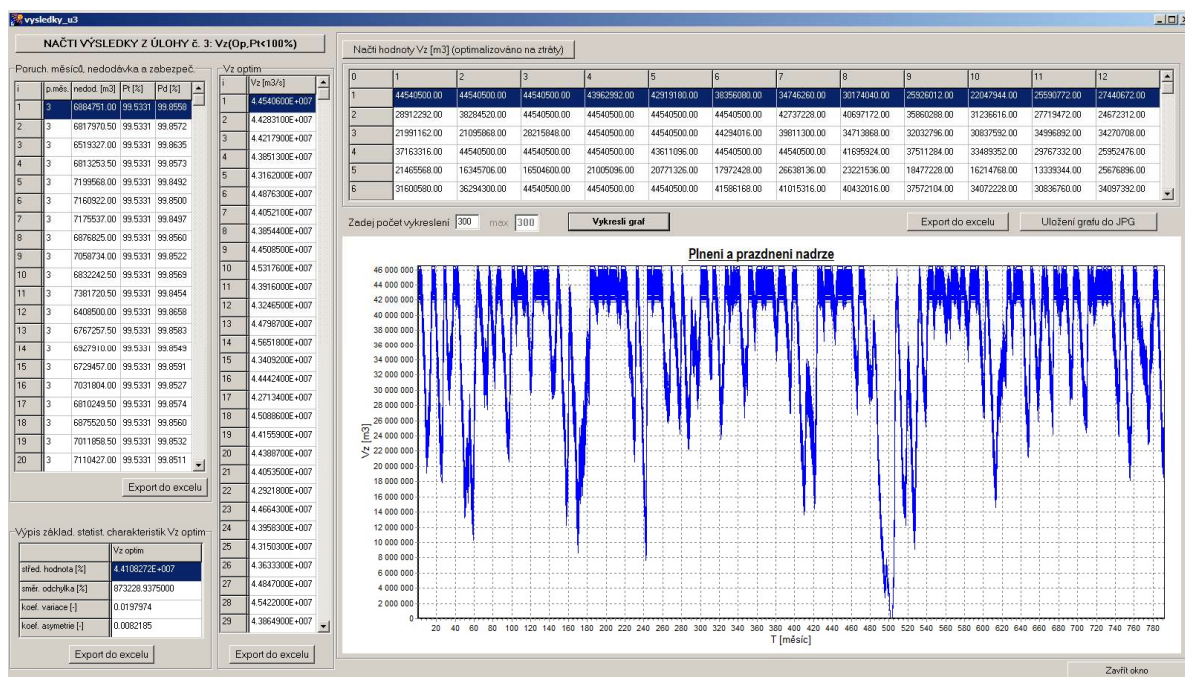 vysledky_u3
NAČTI VÝSLEDKY Z ÚLOHY č. 3: Vz(Op,Pt<100%)
Poruch. měsíců, nedodávka a zabezpeč.
i p.měs. nedod. [m3] Pt [%] Pd [%]
1 3 6884751.00 99.5331 99.8558
2 3 6817970.50 99.5331 99.8572
3 3 6519327.00 99.5331 99.8635
4 3 6813253.50 99.5331 99.8573
5 3 7199568.00 99.5331 99.8492
6 3 7160922.00 99.5331 99.8500
7 3 7175537.00 99.5331 99.8497
8 3 6876825.00 99.5331 99.8560
9 3 7058734.00 99.5331 99.8522
10 3 6832242.50 99.5331 99.8569
11 3 7381720.50 99.5331 99.8454
12 3 6408500.00 99.5331 99.8658
13 3 6767257.50 99.5331 99.8583
14 3 6927910.00 99.5331 99.8549
15 3 6729457.00 99.5331 99.8591
16 3 7031804.00 99.5331 99.8527
17 3 6810249.50 99.5331 99.8574
18 3 6875520.50 99.5331 99.8560
19 3 7011858.50 99.5331 99.8532
20 3 7110427.00 99.5331 99.8511
Export do excelu
Výpis základ. statist. charakteristik Vz optim
Vz optim
střed. hodnota [%] 4.4108272E+007
směr. odchylka [%] 873228.9375000
koef. variace [-] 0.0197974
koef. asymetrie [-] 0.0082185
Export do excelu
Vz optim
i Vz [m3/s]
1 4.4540600E+007
2 4.4283100E+007
3 4.4217900E+007
4 4.3851300E+007
5 4.3162000E+007
6 4.4876300E+007
7 4.4052100E+007
8 4.3854400E+007
9 4.4508500E+007
10 4.5317600E+007
11 4.3916000E+007
12 4.3246500E+007
13 4.4798700E+007
14 4.5651800E+007
15 4.3409200E+007
16 4.4442400E+007
17 4.2713400E+007
18 4.5088600E+007
19 4.4155900E+007
20 4.4388700E+007
21 4.4053500E+007
22 4.2921800E+007
23 4.4664300E+007
24 4.3958300E+007
25 4.3150300E+007
26 4.3633300E+007
27 4.4847000E+007
28 4.5422000E+007
29 4.3864900E+007
Export do excelu
Načti hodnoty Vz [m3] (optimalizováno na ztráty)
0 1 2 3 4 5 6 7 8 9 10 11 12
1 44540500.00 44540500.00 44540500.00 43962992.00 42919180.00 38356080.00 34746260.00 30174040.00 25926012.00 22047944.00 25590772.00 27440672.00
2 28912292.00 38284520.00 44540500.00 44540500.00 44540500.00 44540500.00 42737228.00 40697172.00 35860288.00 31236616.00 27719472.00 24672312.00
3 21991162.00 21095868.00 28215848.00 44540500.00 44540500.00 44294016.00 39811300.00 34713868.00 32032796.00 30837592.00 34996892.00 34270708.00
4 37163316.00 44540500.00 44540500.00 43611096.00 44540500.00 44540500.00 44540500.00 41695924.00 37511284.00 33489352.00 29767332.00 25952476.00
5 21465568.00 16345706.00 16504600.00 21005096.00 20771326.00 17972428.00 26638136.00 23221536.00 18477228.00 16214768.00 13339344.00 25676896.00
6 31600580.00 36294300.00 44540500.00 44540500.00 44540500.00 41586168.00 41015316.00 40432016.00 37572104.00 34072228.00 30836760.00 34097392.00
Zadej počet vykreslení 300 max 300 Vykresli graf Export do excelu Uložení grafu do JPG
Plneni a prazdneni nadrze
46 000 000
44 000 000
42 000 000
40 000 000
38 000 000
36 000 000
34 000 000
32 000 000
30 000 000
28 000 000
26 000 000
24 000 000
22 000 000
20 000 000
18 000 000
16 000 000
14 000 000
12 000 000
10 000 000
8 000 000
6 000 000
4 000 000
2 000 000
0
Vz [m3]
20 40 60 80 100 120 140 160 180 200 220 240 260 280 300 320 340 360 380 400 420 440 460 480 500 520 540 560 580 600 620 640 660 680 700 720 740 760 780
T [měsíc]
Zavřít okno